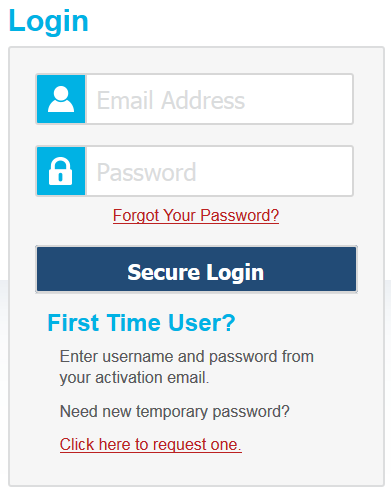 Login
Email Address
Password
Forgot Your Password?
Secure Login
First Time User?
Enter username and password from
your activation email.
Need new temporary password?
Click here to request one.